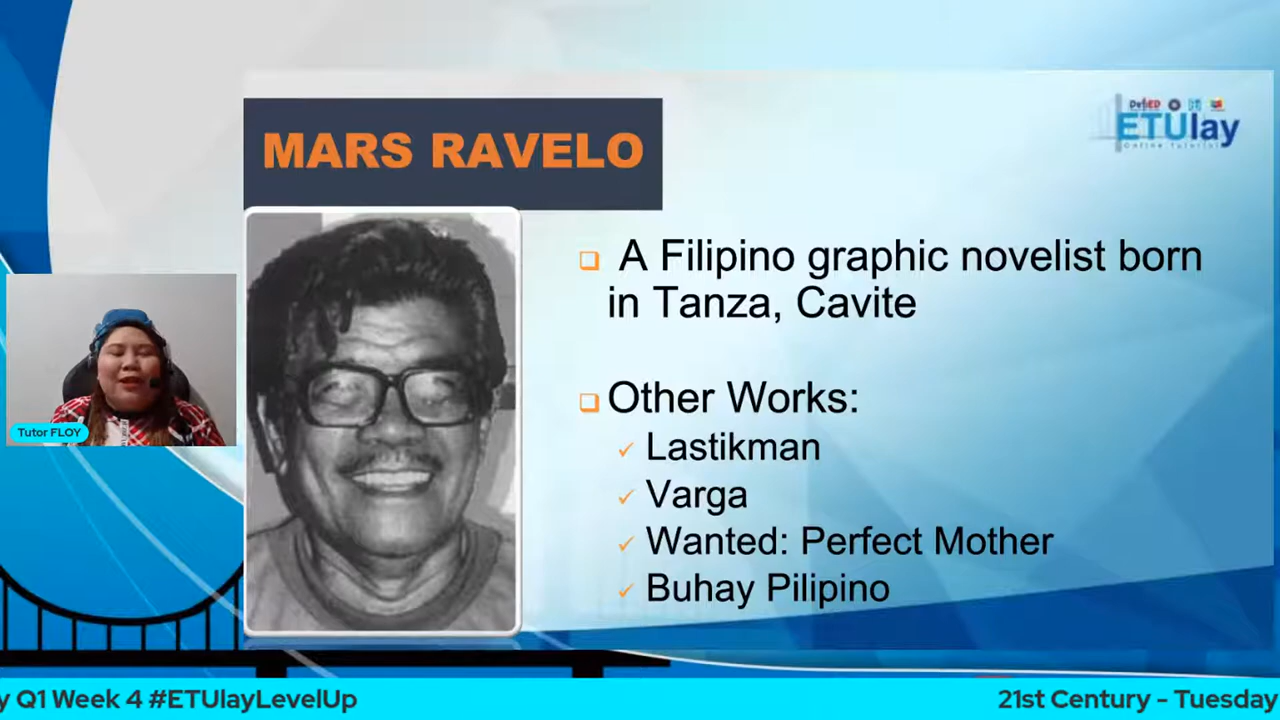 MARS RAVELO
DepED
ETUlay
Online Tutorial
A Filipino graphic novelist born
in Tanza, Cavite
Other Works:
Lastikman
Varga
Wanted: Perfect Mother
Buhay Pilipino
Tutor FLOY
y Q1 Week 4 #ETUlayLevelUp
21st Century - Tuesday